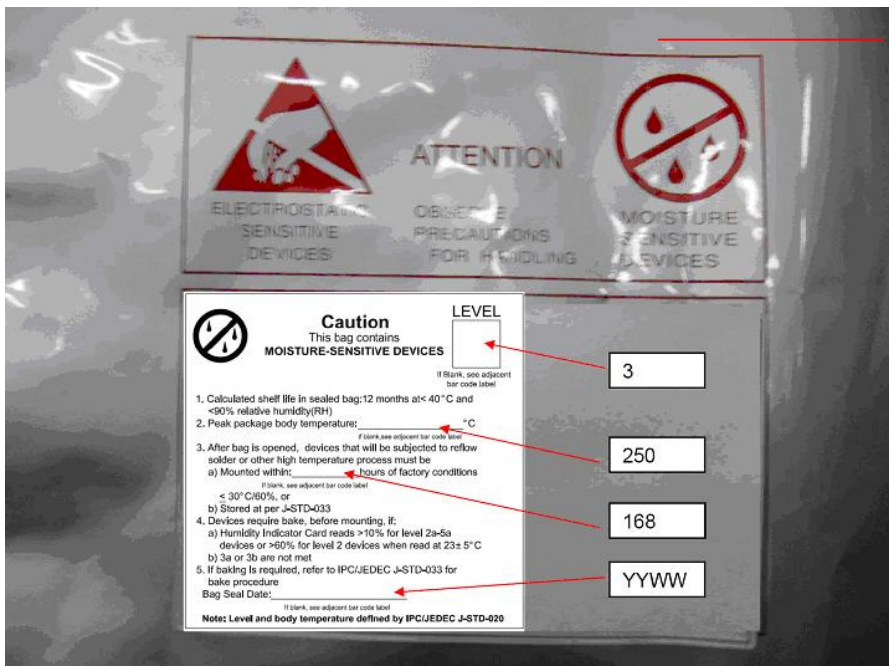 ATTENTION
ELECTROSTATIC
SENSITIVE
DEVICES
OBSERVE
PRECAUTIONS
FOR HANDLING
MOISTURE
SENSITIVE
DEVICES
LEVEL
Caution
This bag contains
MOISTURE-SENSITIVE DEVICES
If Blank, see adjacent
bar code label
3
1. Calculated shelf life in sealed bag:12 months at< 40°C and
<90% relative humidity(RH)
2. Peak package body temperature:____________°C
If blank,see adjacent bar code label
250
3. After bag is opened, devices that will be subjected to reflow
solder or other high temperature process must be
a) Mounted within:____________hours of factory conditions
If blank, see adjacent bar code label
168
≤ 30°C/60%, or
b) Stored at per J-STD-033
4. Devices require bake, before mounting, if:
a) Humidity Indicator Card reads >10% for level 2a-5a
devices or >60% for level 2 devices when read at 23± 5°C
b) 3a or 3b are not met
5. If baking is required, refer to IPC/JEDEC J-STD-033 for
bake procedure
Bag Seal Date:____________
YYWW
If blank, see adjacent bar code label
Note: Level and body temperature defined by IPC/JEDEC J-STD-020